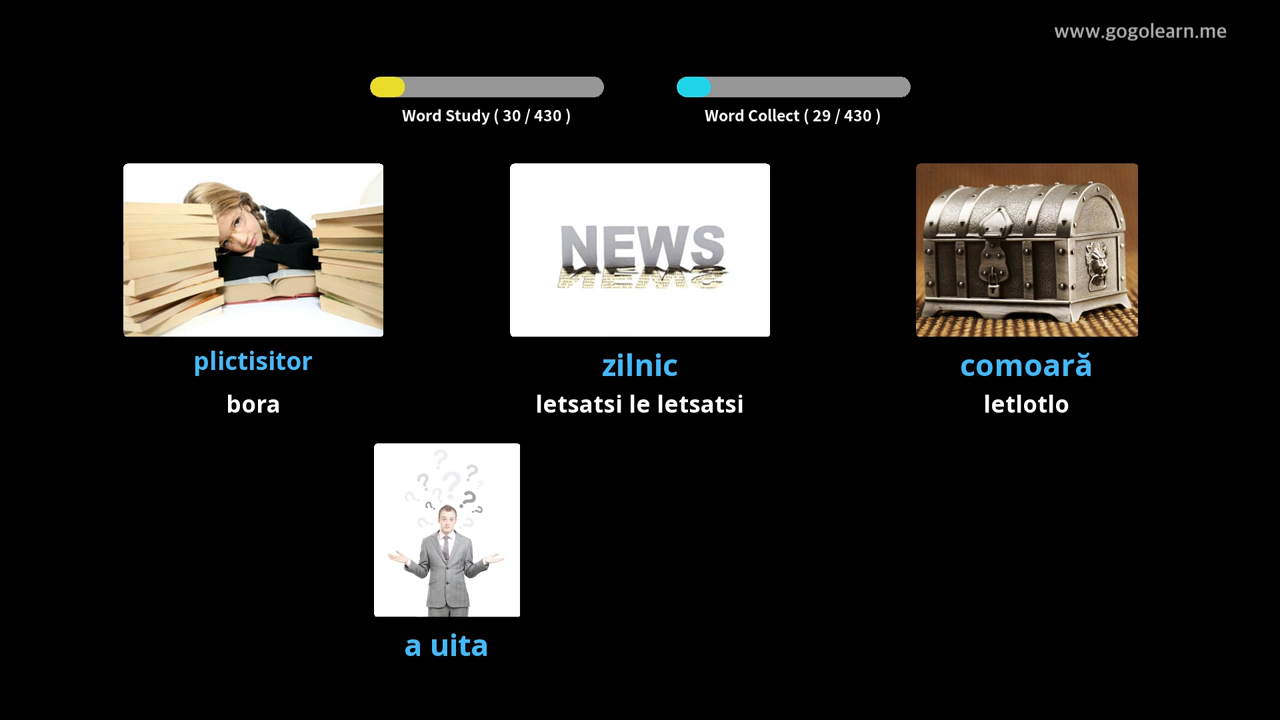 www.gogolearn.me
Word Study ( 30 / 430 )
Word Collect ( 29 / 430 )
NEWS
plictisitor
zilnic
comoară
bora
letsatsi le letsatsi
letlotlo
a uita